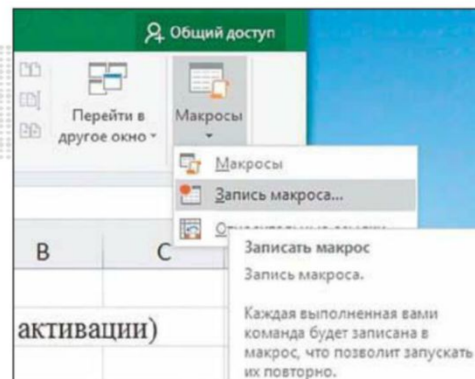 Общий доступ
Перейти в
другое окно
Макросы
Макросы
Запись макроса...
B
C
Записать макрос
Запись макроса.
Каждая выполненная вами
команда будет записана в
макрос, что позволит запускать
их повторно.
активации)